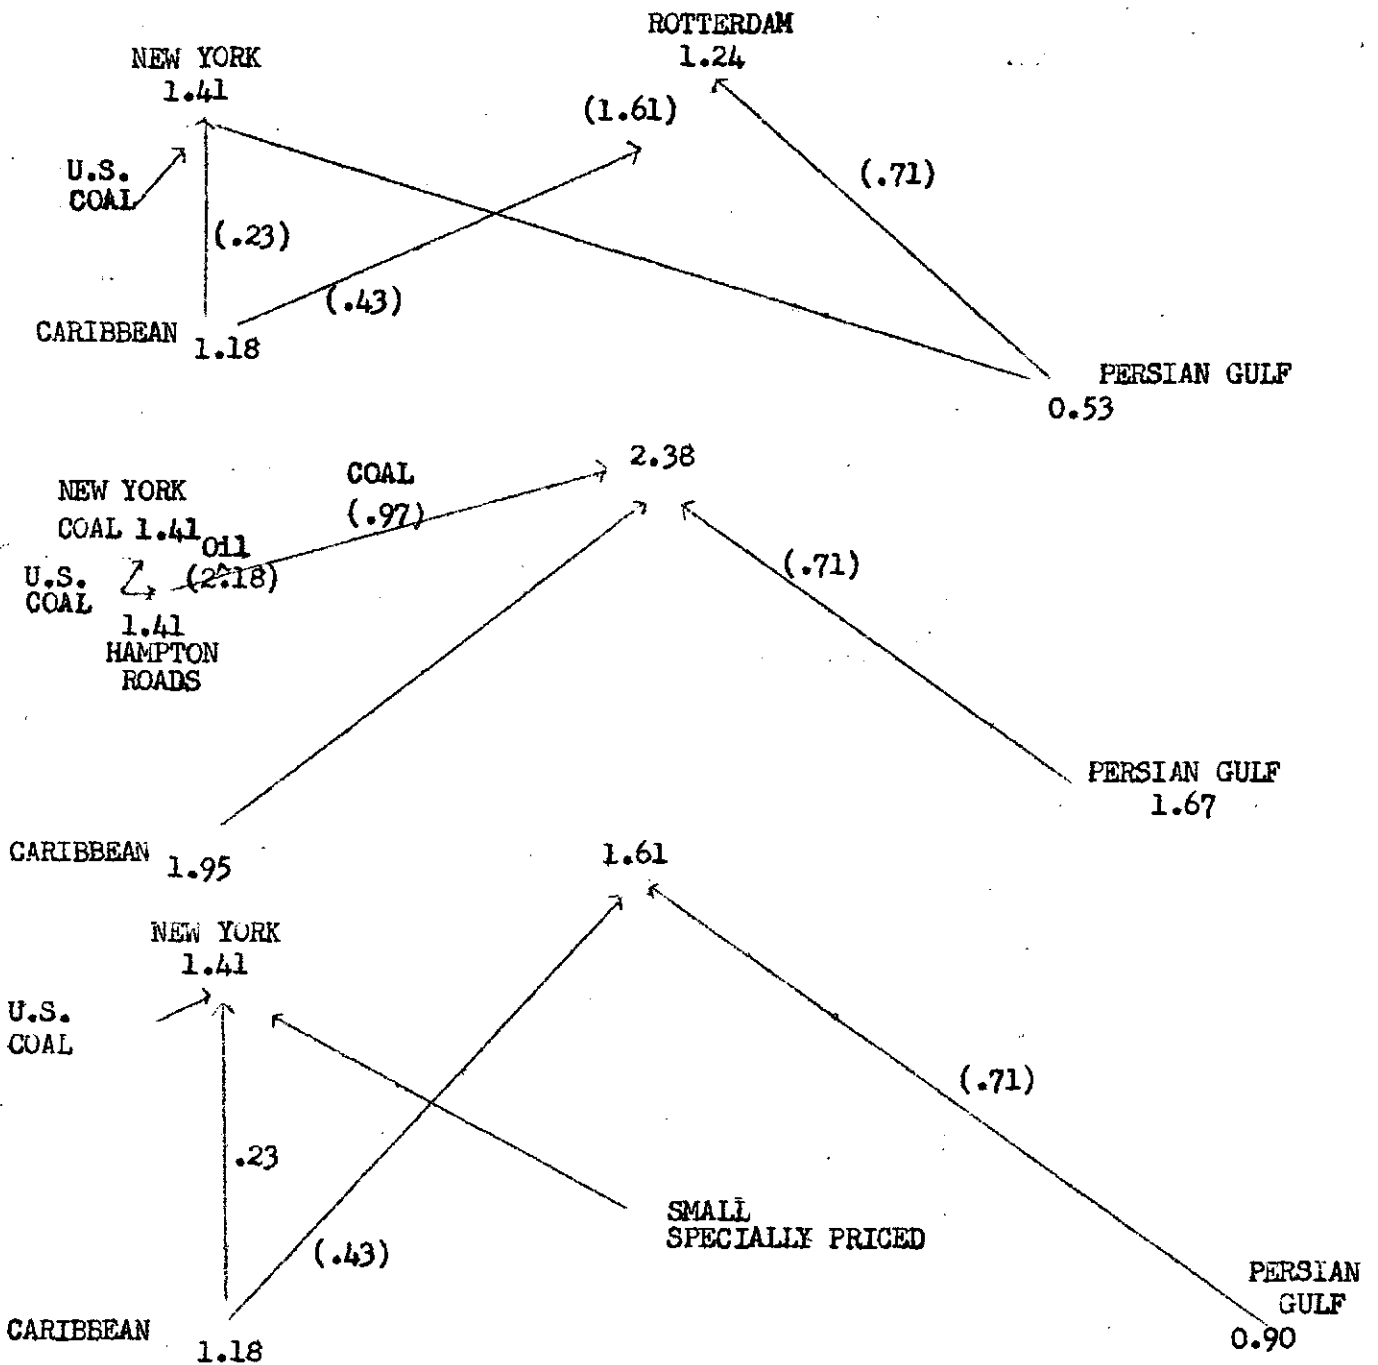 ROTTERDAM
1.24
NEW YORK
1.41
(1.61)
U.S.
COAL
(.71)
(.23)
(.43)
CARIBBEAN 1.18
PERSIAN GULF
0.53
2.38
COAL
(.97)
NEW YORK
COAL 1.41
Oil
(2.18)
U.S.
COAL
(.71)
1.41
HAMPTON
ROADS
PERSIAN GULF
1.67
CARIBBEAN 1.95
1.61
NEW YORK
1.41
U.S.
COAL
(.71)
.23
SMALL
SPECIALLY PRICED
(.43)
PERSIAN
GULF
0.90
CARIBBEAN 1.18